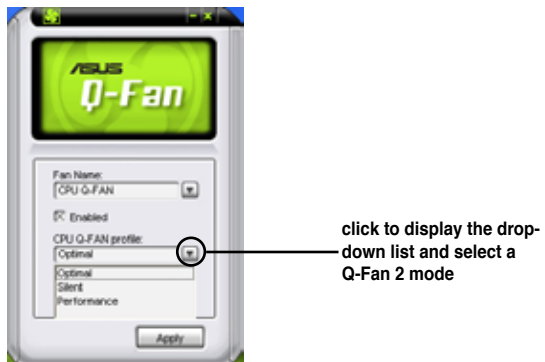 ASUS
Q-Fan
Fan Name:
CPU Q-FAN
Enabled
CPU Q-FAN profile:
Optimal
Optimal
Silent
Performance
Apply
click to display the drop-
down list and select a
Q-Fan 2 mode